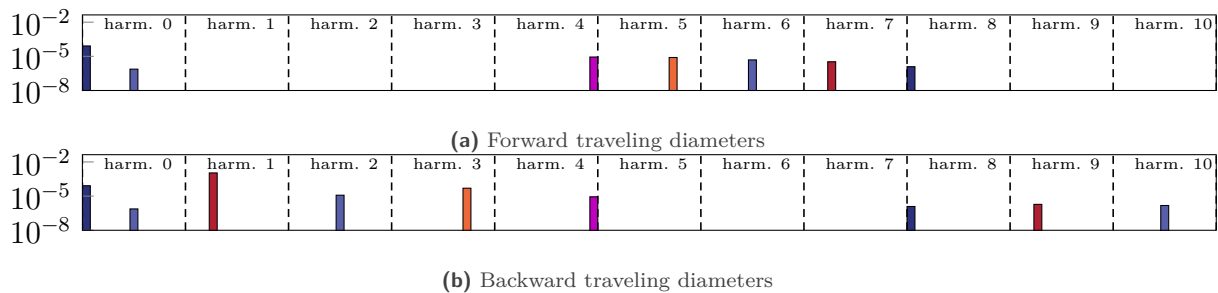 10⁻² harm. 0 harm. 1 harm. 2 harm. 3 harm. 4 harm. 5 harm. 6 harm. 7 harm. 8 harm. 9 harm. 10
10⁻⁵
10⁻⁸
(a) Forward traveling diameters
10⁻² harm. 0 harm. 1 harm. 2 harm. 3 harm. 4 harm. 5 harm. 6 harm. 7 harm. 8 harm. 9 harm. 10
10⁻⁵
10⁻⁸
(b) Backward traveling diameters